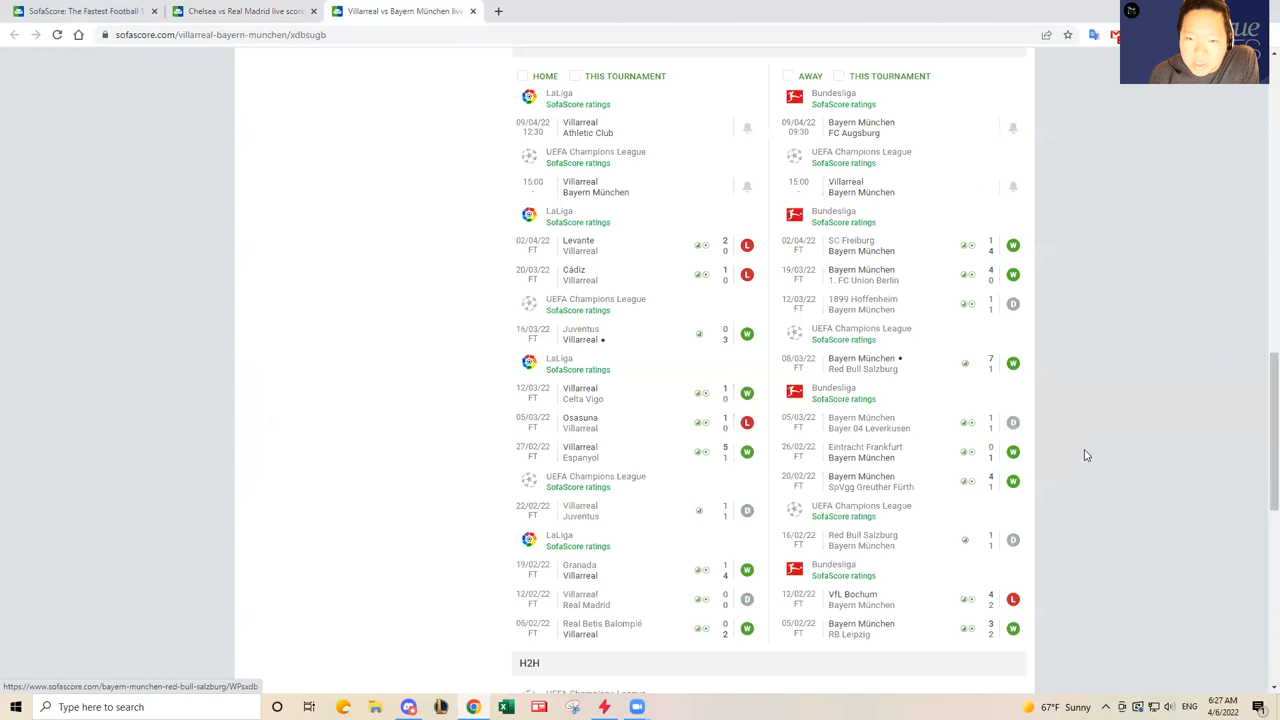 SofaScore: The Fastest Football S
Chelsea vs Real Madrid live score
Villarreal vs Bayern München live
sofascore.com/villarreal-bayern-munchen/xdbsugb
HOME THIS TOURNAMENT
LaLiga
SofaScore ratings
09/04/22 Villarreal
12:30 Athletic Club
UEFA Champions League
SofaScore ratings
15:00 Villarreal
- Bayern München
LaLiga
SofaScore ratings
02/04/22 Levante 2
FT Villarreal 0 L
20/03/22 Cádiz 1
FT Villarreal 0 L
UEFA Champions League
SofaScore ratings
16/03/22 Juventus 0
FT Villarreal 3 W
LaLiga
SofaScore ratings
12/03/22 Villarreal 1
FT Celta Vigo 0 W
05/03/22 Osasuna 1
FT Villarreal 0 L
27/02/22 Villarreal 5
FT Espanyol 1 W
UEFA Champions League
SofaScore ratings
22/02/22 Villarreal 1
FT Juventus 1 D
LaLiga
SofaScore ratings
19/02/22 Granada 1
FT Villarreal 4 W
12/02/22 Villarreal 0
FT Real Madrid 0 D
06/02/22 Real Betis Balompié 0
FT Villarreal 2 W
AWAY THIS TOURNAMENT
Bundesliga
SofaScore ratings
09/04/22 Bayern München
09:30 FC Augsburg
UEFA Champions League
SofaScore ratings
15:00 Villarreal
- Bayern München
Bundesliga
SofaScore ratings
02/04/22 SC Freiburg 1
FT Bayern München 4 W
19/03/22 Bayern München 4
FT 1. FC Union Berlin 0 W
12/03/22 1899 Hoffenheim 1
FT Bayern München 1 D
UEFA Champions League
SofaScore ratings
08/03/22 Bayern München 7
FT Red Bull Salzburg 1 W
Bundesliga
SofaScore ratings
05/03/22 Bayern München 1
FT Bayer 04 Leverkusen 1 D
26/02/22 Eintracht Frankfurt 0
FT Bayern München 1 W
20/02/22 Bayern München 4
FT SpVgg Greuther Fürth 1 W
UEFA Champions League
SofaScore ratings
16/02/22 Red Bull Salzburg 1
FT Bayern München 1 D
Bundesliga
SofaScore ratings
12/02/22 VfL Bochum 4
FT Bayern München 2 L
05/02/22 Bayern München 3
FT RB Leipzig 2 W
H2H
UEFA Champions League
https://www.sofascore.com/bayern-munchen-red-bull-salzburg/WPsxdb
Type here to search
67°F Sunny
ENG
6:27 AM
4/6/2022